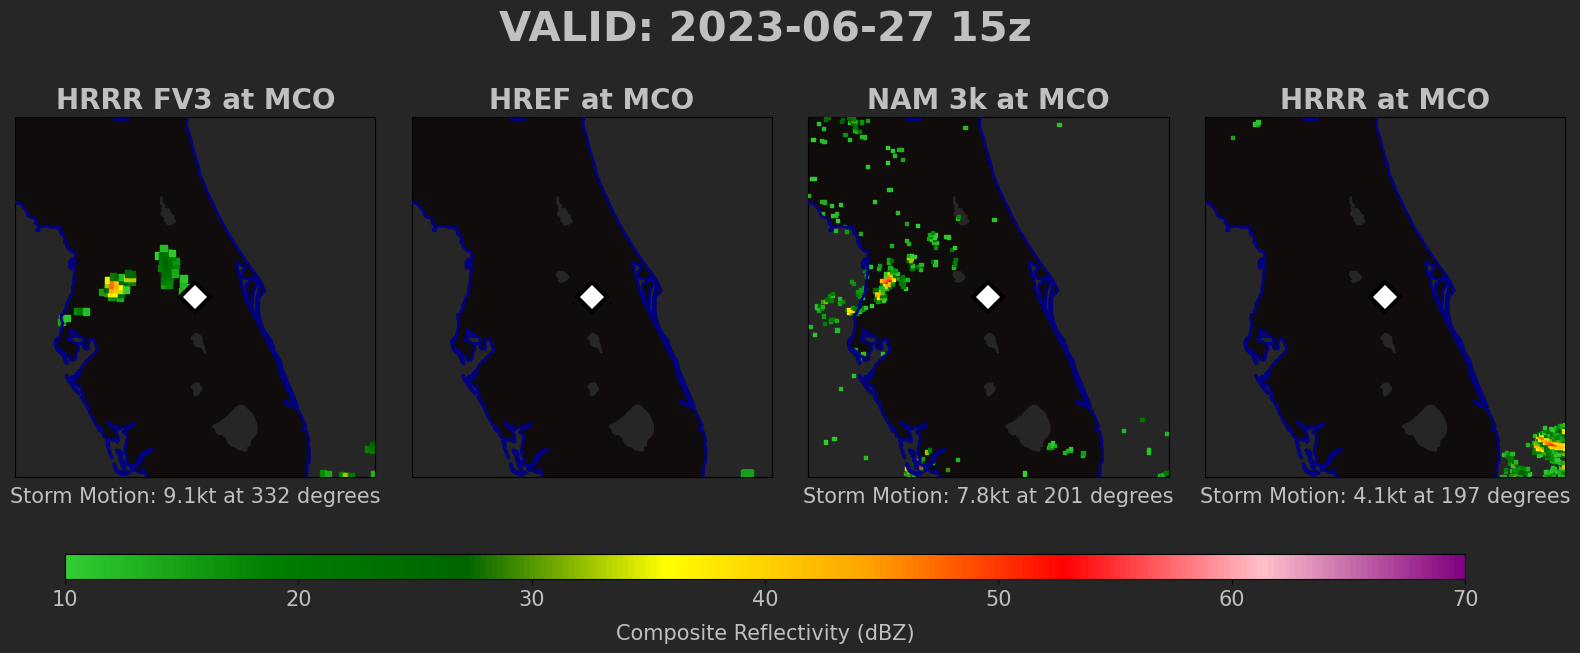 VALID: 2023-06-27 15z
HRRR FV3 at MCO
HREF at MCO
NAM 3k at MCO
HRRR at MCO
Storm Motion: 9.1kt at 332 degrees
Storm Motion: 7.8kt at 201 degrees
Storm Motion: 4.1kt at 197 degrees
10 20 30 40 50 60 70
Composite Reflectivity (dBZ)